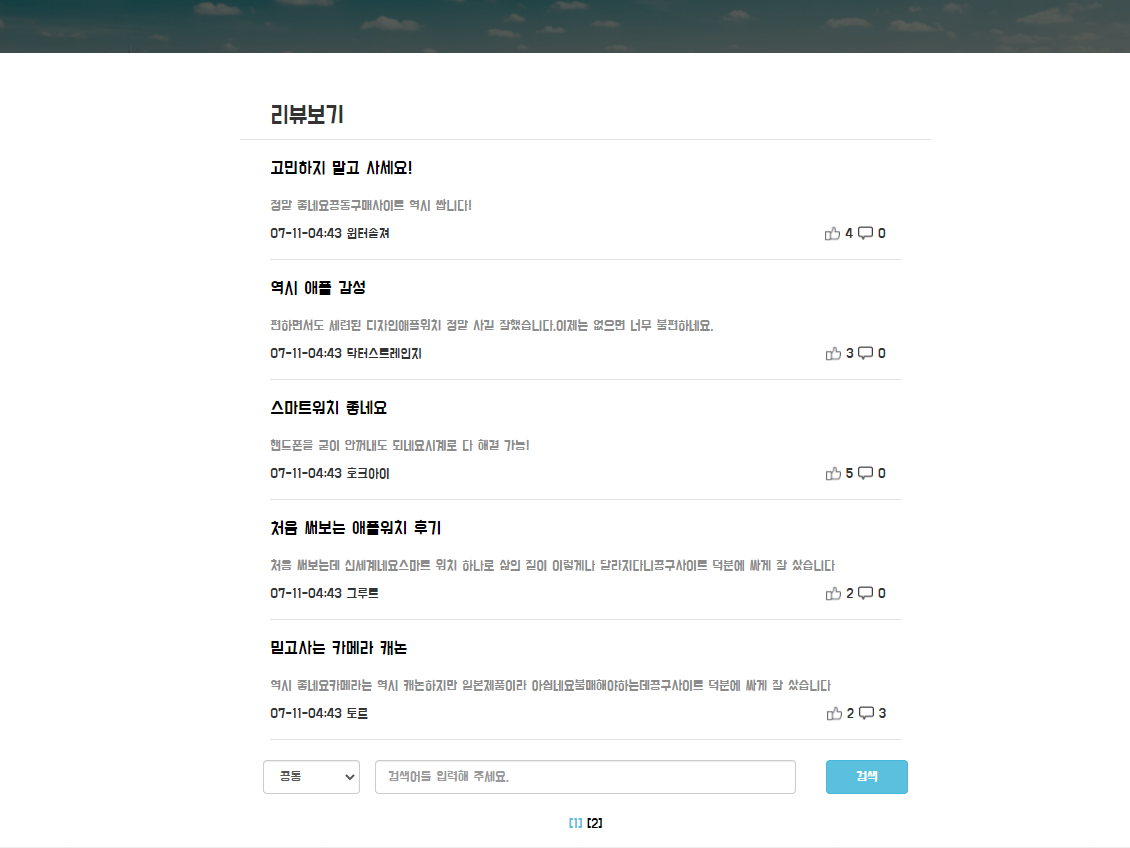 리뷰보기
고민하지 말고 사세요!
정말 좋네요공동구매사이트 역시 쌉니다!
07-11-04:43 윈터솔져
4 0
역시 애플 감성
편하면서도 세련된 디자인애플워치 정말 사길 잘했습니다.이제는 없으면 너무 불편하네요.
07-11-04:43 닥터스트레인지
3 0
스마트워치 좋네요
핸드폰을 굳이 안꺼내도 되네요시계로 다 해결 가능!
07-11-04:43 호크아이
5 0
처음 써보는 애플워치 후기
처음 써보는데 신세계네요스마트 워치 하나로 삶의 질이 이렇게나 달라지다니공구사이트 덕분에 싸게 잘 샀습니다
07-11-04:43 그루트
2 0
믿고사는 카메라 캐논
역시 좋네요카메라는 역시 캐논하지만 일본제품이라 아쉽네요불매해야하는데공구사이트 덕분에 싸게 잘 샀습니다
07-11-04:43 토르
2 3
공동 검색어를 입력해 주세요. 검색
[1] [2]